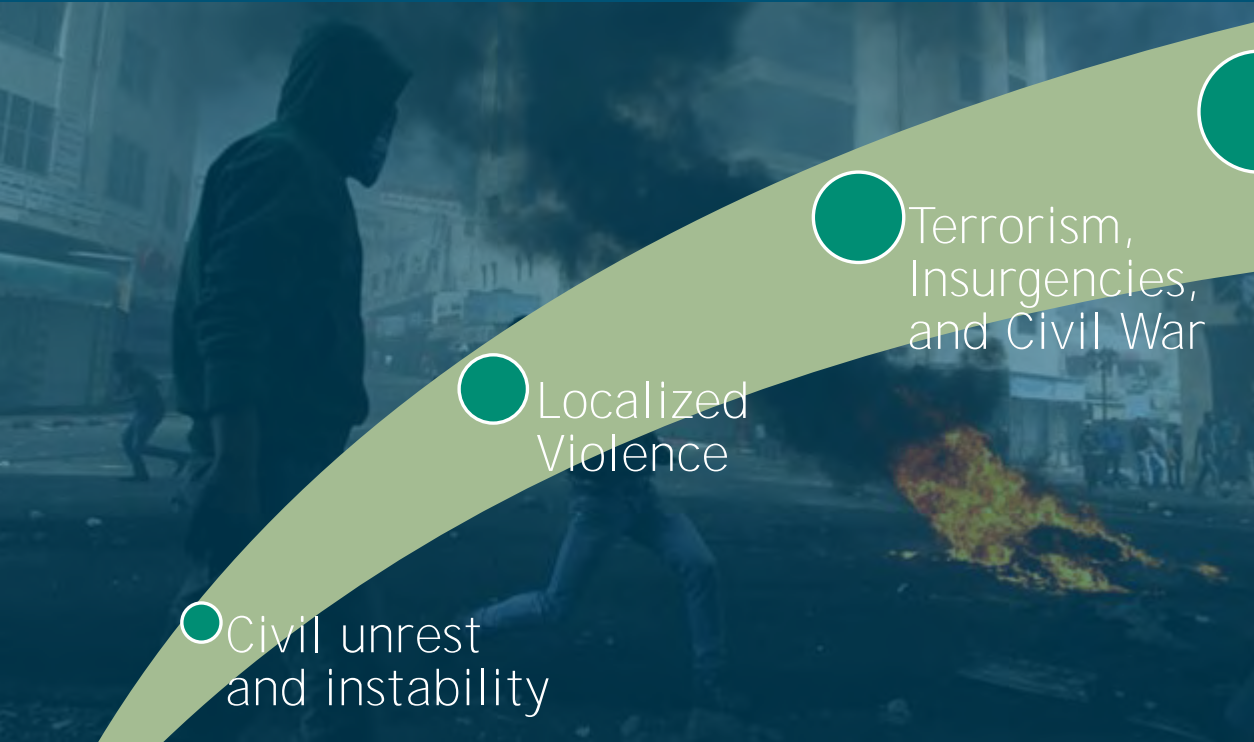 Terrorism,
Insurgencies,
and Civil War
Localized
Violence
Civil unrest
and instability